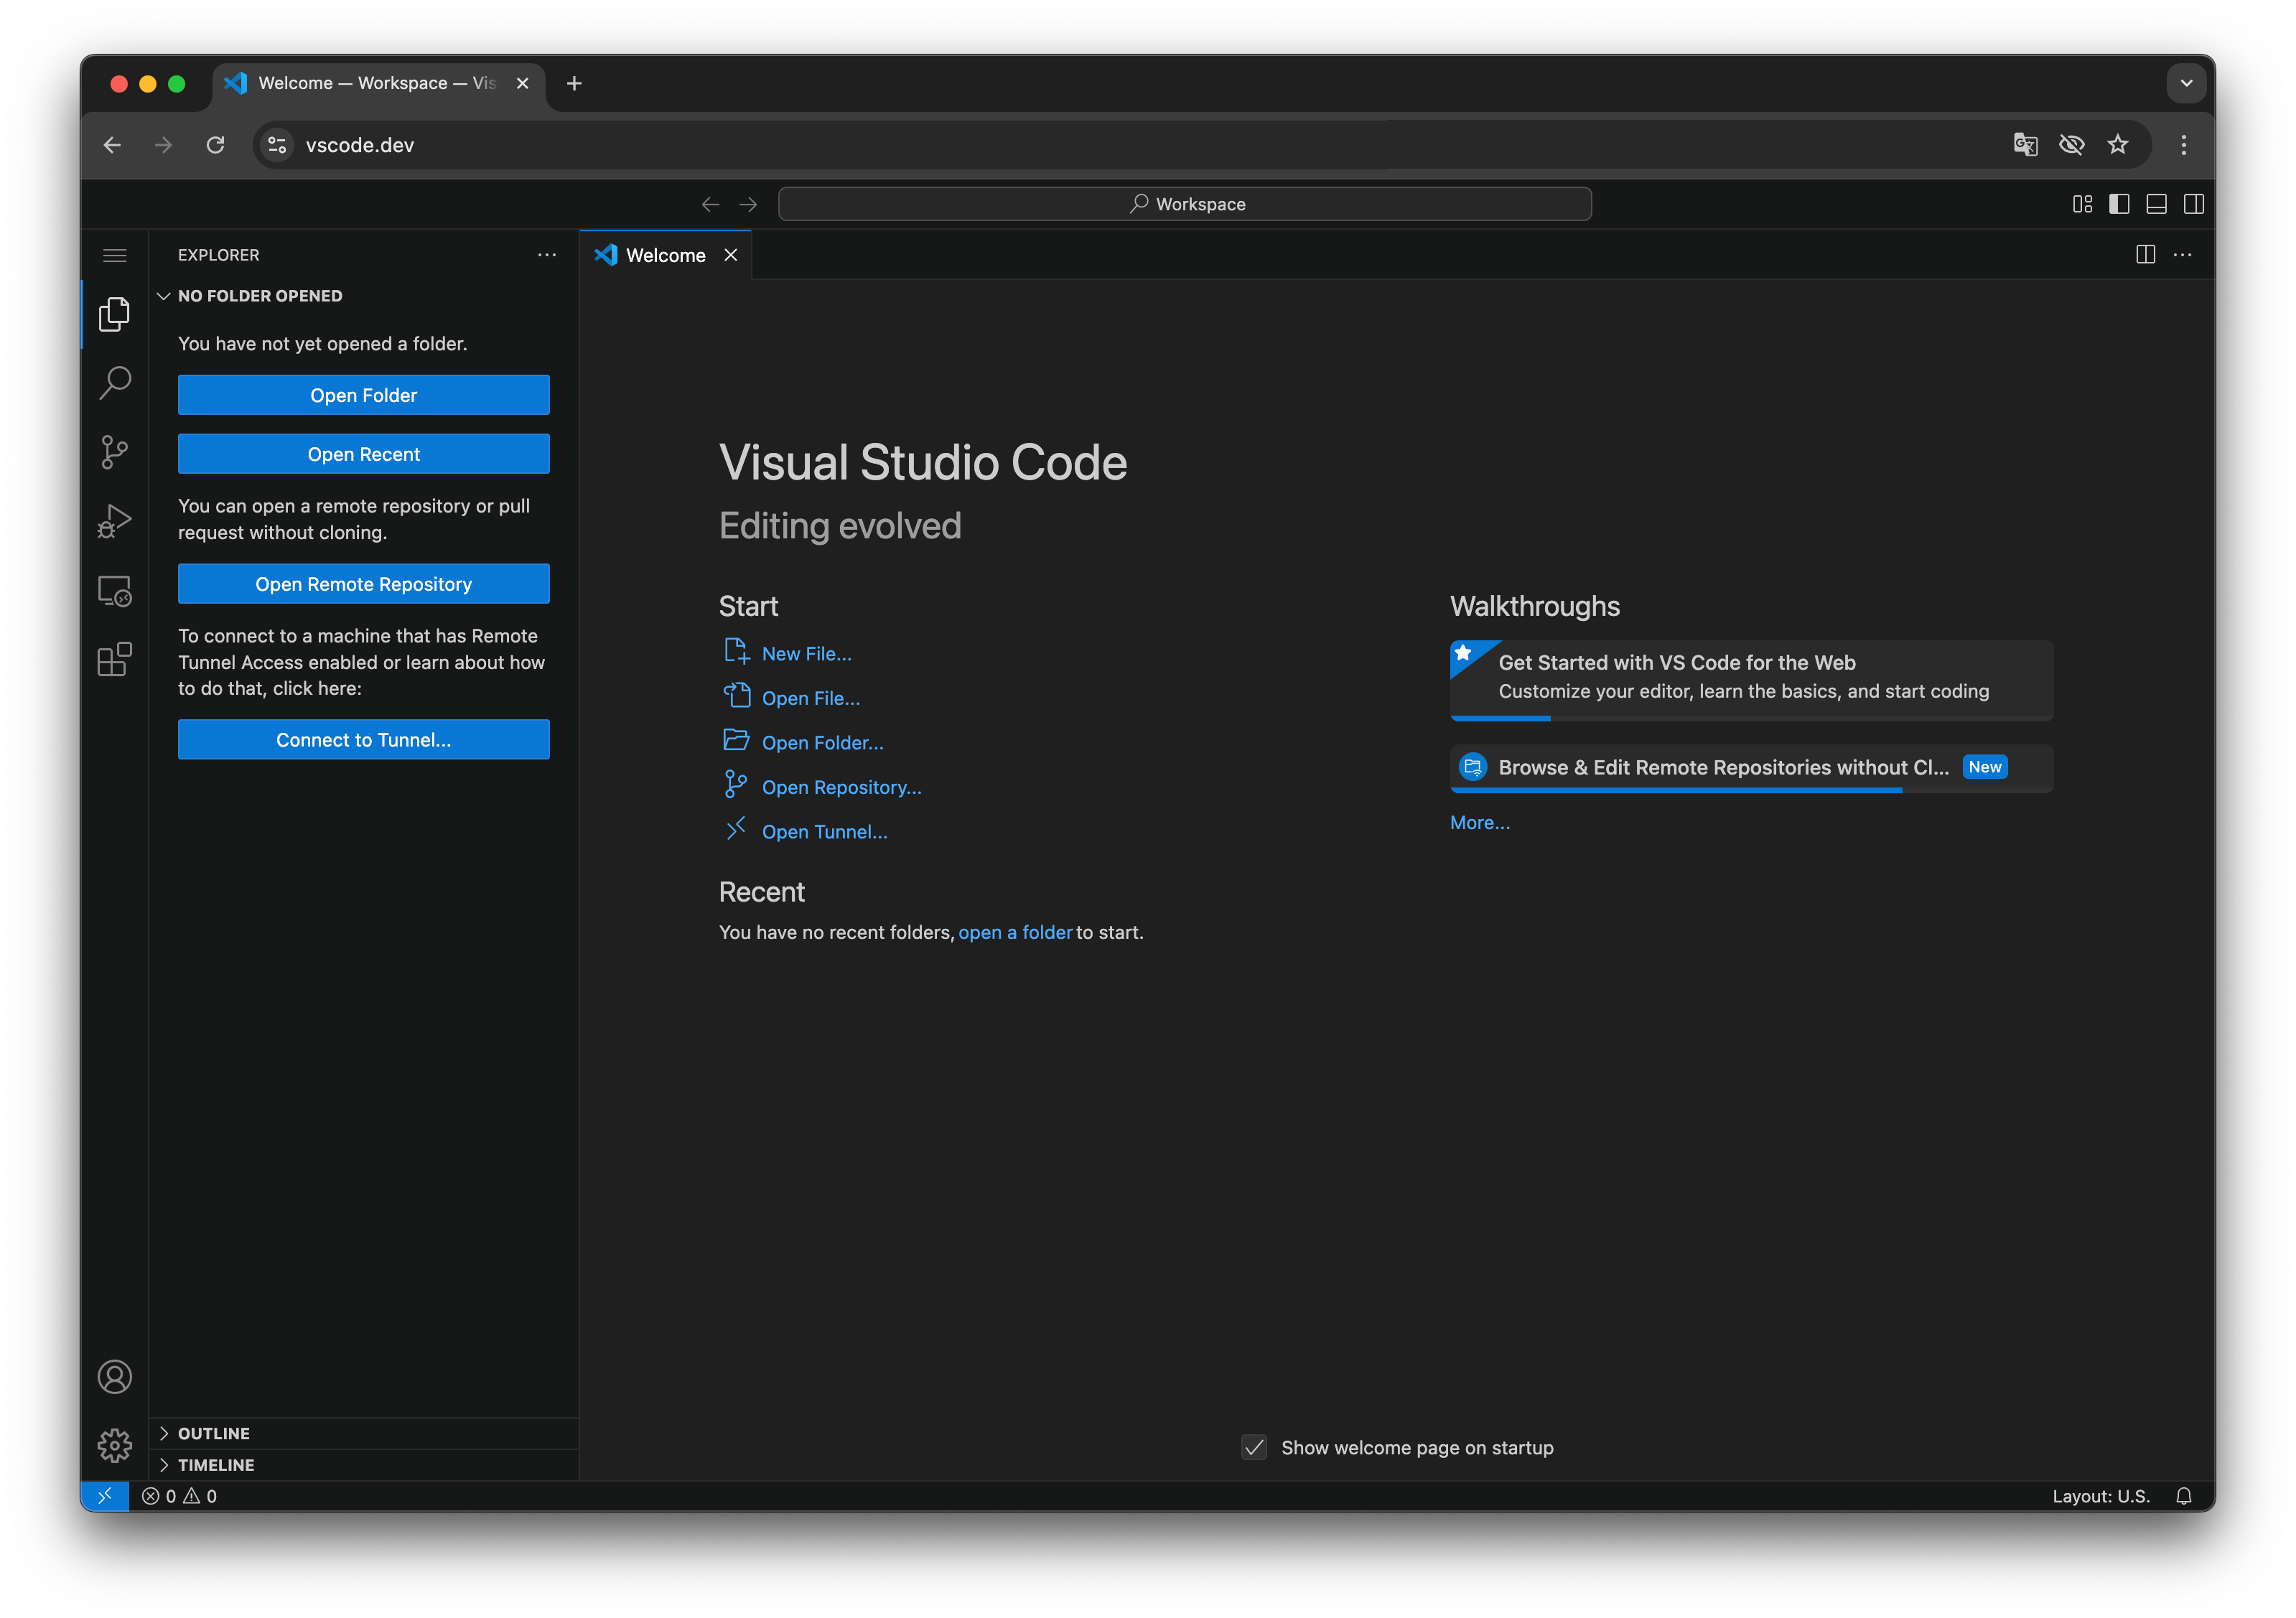 Welcome — Workspace — Vis
vscode.dev
Workspace
EXPLORER
NO FOLDER OPENED
You have not yet opened a folder.
Open Folder
Open Recent
You can open a remote repository or pull
request without cloning.
Open Remote Repository
To connect to a machine that has Remote
Tunnel Access enabled or learn about how
to do that, click here:
Connect to Tunnel...
OUTLINE
TIMELINE
Welcome
Visual Studio Code
Editing evolved
Start
New File...
Open File...
Open Folder...
Open Repository...
Open Tunnel...
Recent
You have no recent folders, open a folder to start.
Walkthroughs
Get Started with VS Code for the Web
Customize your editor, learn the basics, and start coding
Browse & Edit Remote Repositories without Cl... New
More...
Show welcome page on startup
0 0
Layout: U.S.